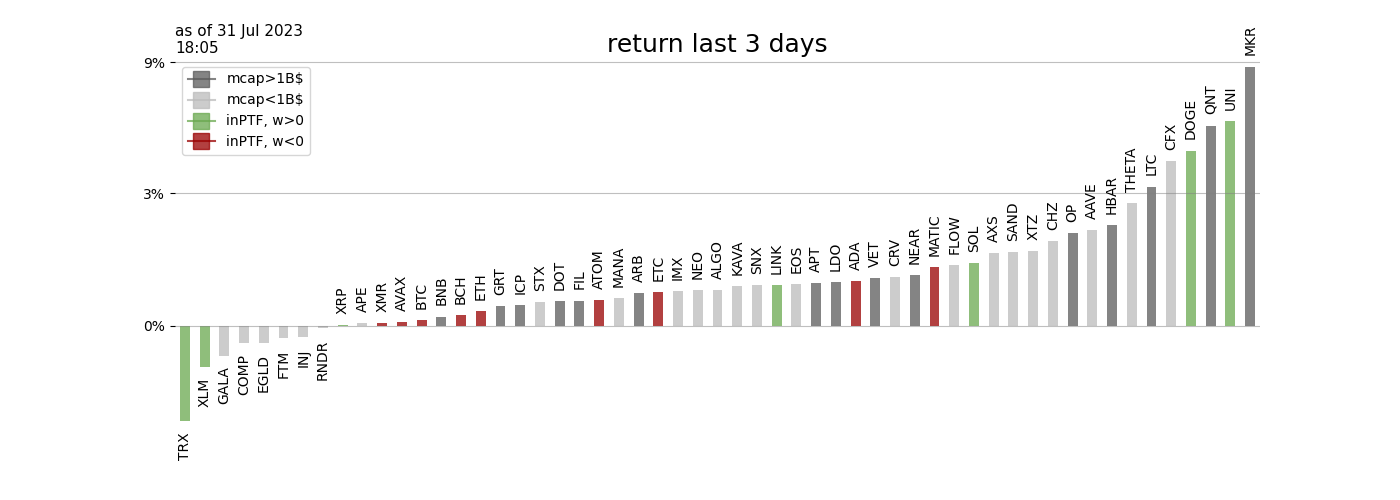 as of 31 Jul 2023
18:05
return last 3 days
9%
3%
0%
mcap>1B$
mcap<1B$
inPTF, w>0
inPTF, w<0
TRX
XLM
GALA
COMP
EGLD
FTM
INJ
RNDR
XRP
APE
XMR
AVAX
BTC
BNB
BCH
ETH
GRT
ICP
STX
DOT
FIL
ATOM
MANA
ARB
ETC
IMX
NEO
ALGO
KAVA
SNX
LINK
EOS
APT
LDO
ADA
VET
CRV
NEAR
MATIC
FLOW
SOL
AXS
SAND
XTZ
CHZ
OP
AAVE
HBAR
THETA
LTC
CFX
DOGE
QNT
UNI
MKR